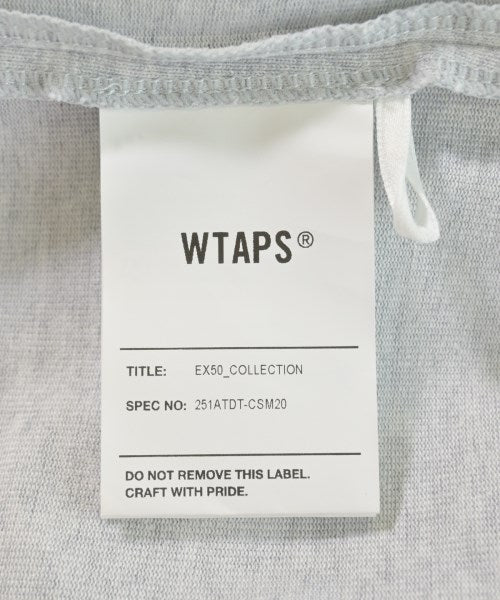 WTAPS®
TITLE: EX50_COLLECTION
SPEC NO: 251ATDT-CSM20
DO NOT REMOVE THIS LABEL.
CRAFT WITH PRIDE.